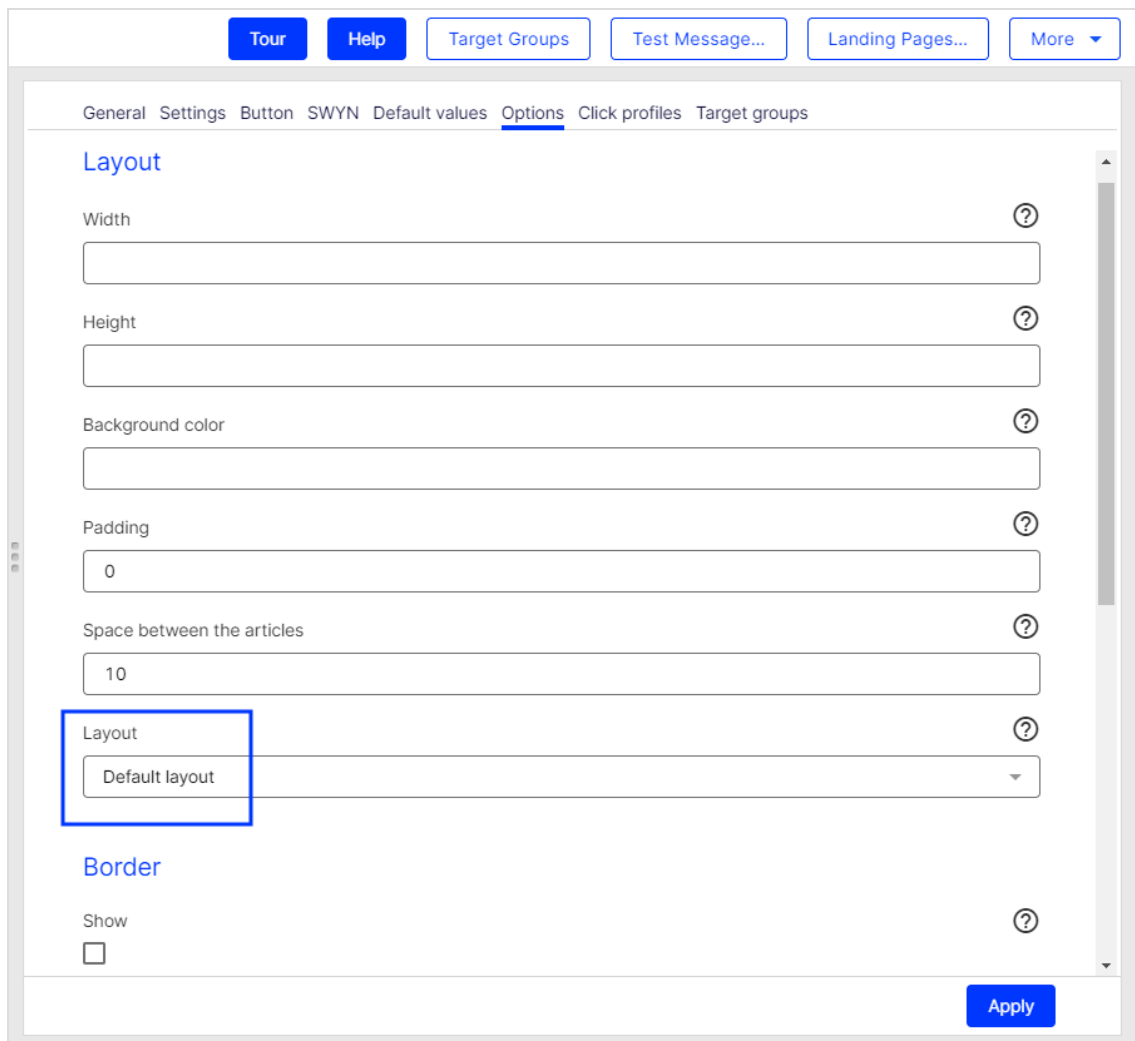 Tour Help Target Groups Test Message... Landing Pages... More
General Settings Button SWYN Default values Options Click profiles Target groups
Layout
Width
Height
Background color
Padding
0
Space between the articles
10
Layout
Default layout
Border
Show
Apply